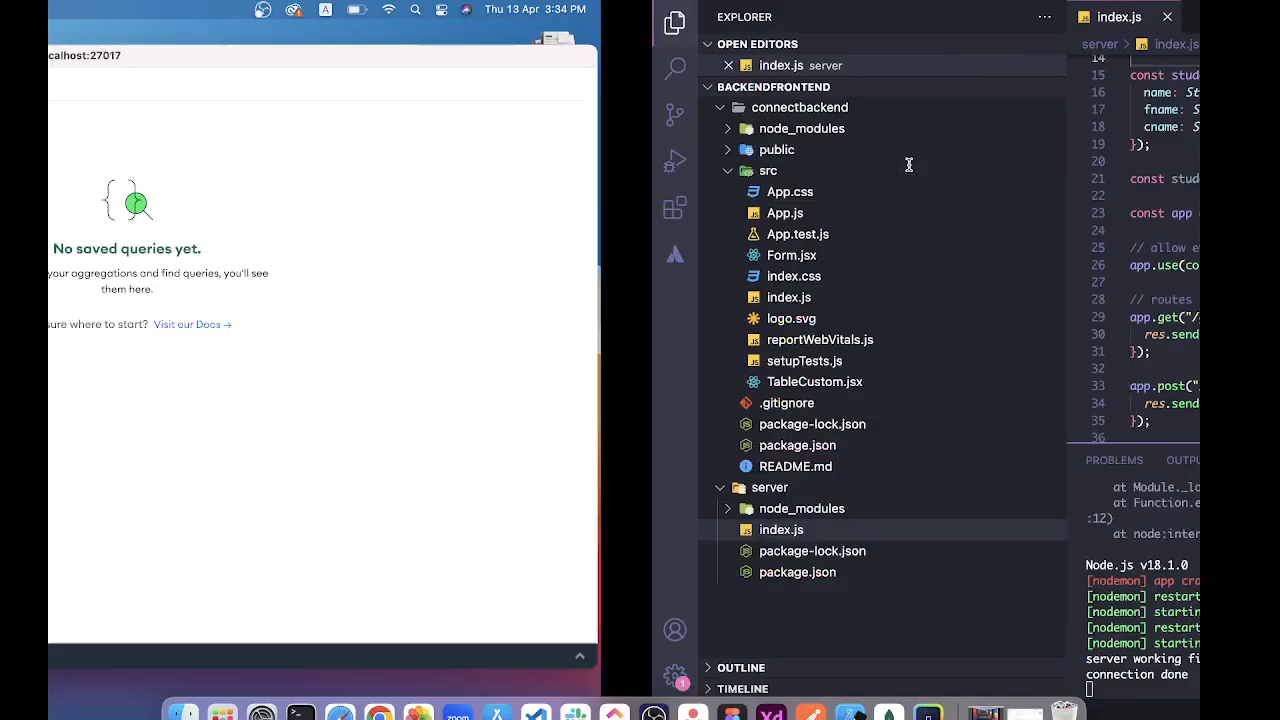 Thu 13 Apr 3:34 PM
A
calhost:27017
No saved queries yet.
your aggregations and find queries, you'll see
them here.
sure where to start? Visit our Docs →
EXPLORER
OPEN EDITORS
index.js server
BACKENDFRONTEND
connectbackend
node_modules
public
src
App.css
App.js
App.test.js
Form.jsx
index.css
index.js
logo.svg
reportWebVitals.js
setupTests.js
TableCustom.jsx
.gitignore
package-lock.json
package.json
README.md
server
node_modules
index.js
package-lock.json
package.json
OUTLINE
TIMELINE
1
index.js
server > index.js
14
15 const stud
16 name: St
17 fname: S
18 cname: S
19 });
20
21 const stud
22
23 const app
24
25 // allow e
26 app.use(co
27
28 // routes
29 app.get("/
30 res.send
31 });
32
33 app.post("
34 res.send
35 });
36
PROBLEMS OUTPU
at Module._lo
at Function.e
:12)
at node:inter
Node.js v18.1.0
[nodemon] app cra
[nodemon] restart
[nodemon] startin
[nodemon] restart
[nodemon] startin
server working fi
connection done
zoom
Xd